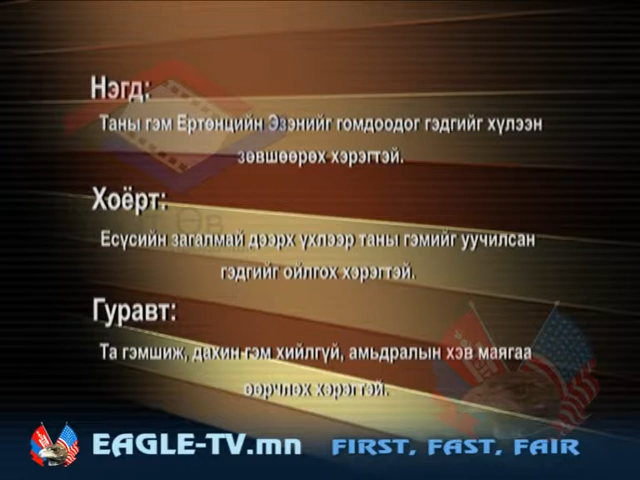 Нэгд:
Таны гэм Ертөнцийн Эзэнийг гомдоодог гэдгийг хүлээн
зөвшөөрөх хэрэгтэй.
Хоёрт:
Есүсийн загалмай дээрх үхлээр таны гэмийг уучилсан
гэдгийг ойлгох хэрэгтэй.
Гуравт:
Та гэмшиж, дахин гэм хийлгүй, амьдралын хэв маягаа
өөрчлөх хэрэгтэй.
EAGLE-TV.mn FIRST, FAST, FAIR